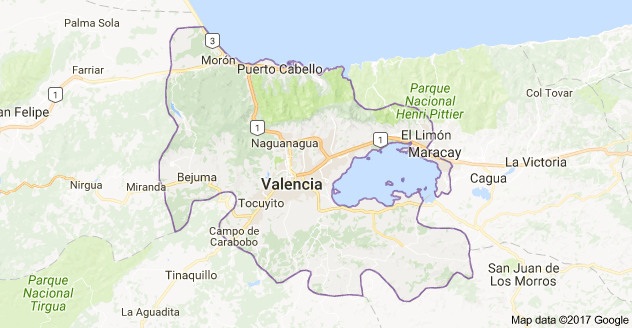 Palma Sola
3
Morón
Farriar
Puerto Cabello
1
an Felipe
Parque
Nacional
Henri Pittier
Col Tovar
1
Naguanagua
1
El Limón
Maracay
La Victoria
Cagua
Bejuma
Nirgua
Miranda
Valencia
Tocuyito
Campo de
Carabobo
Tinaquillo
San Juan de
Los Morros
Parque
Nacional
Tirgua
La Aguadita
Map data ©2017 Google